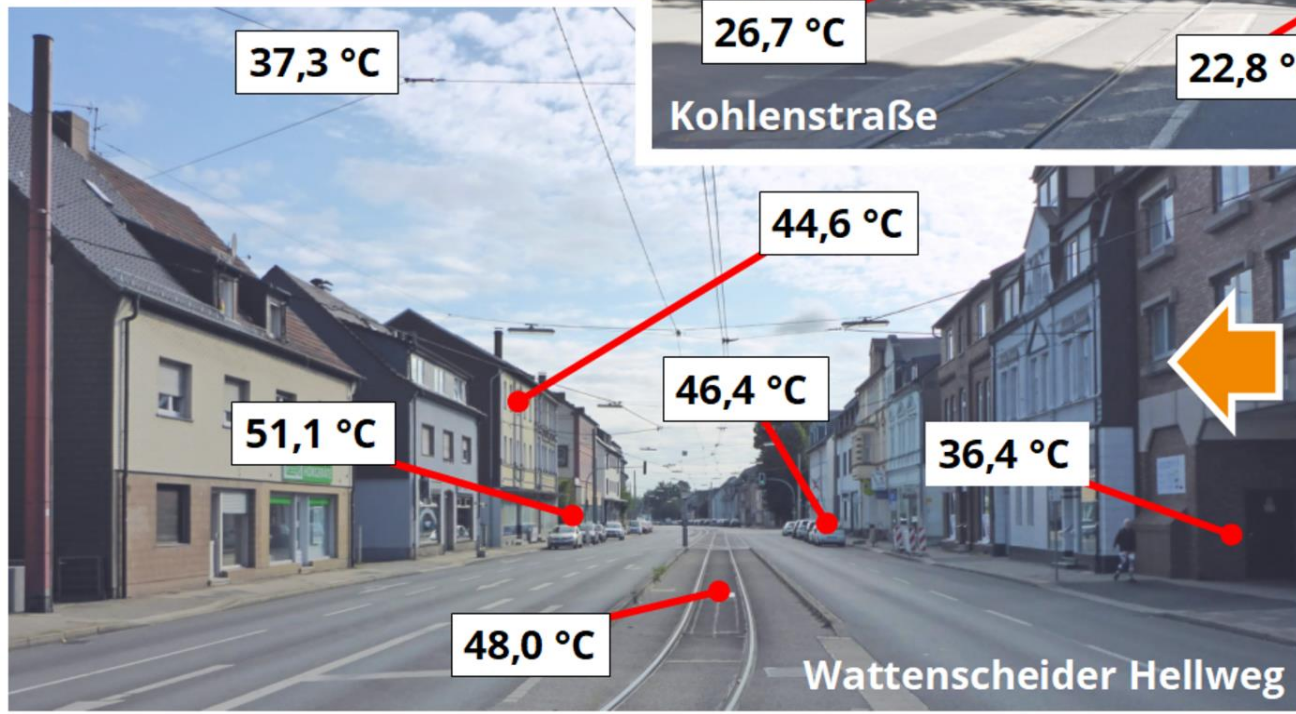 26,7 °C
22,8 °
Kohlenstraße
37,3 °C
44,6 °C
46,4 °C
51,1 °C
36,4 °C
48,0 °C
Wattenscheider Hellweg